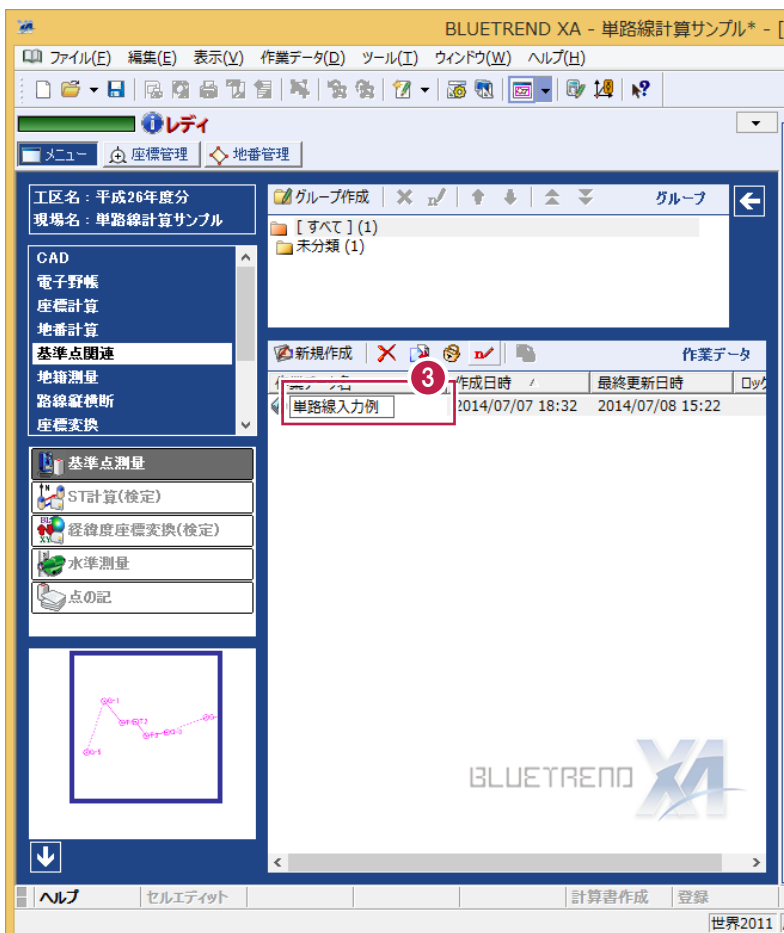 BLUETREND XA - 単路線計算サンプル* - [
ファイル(F) 編集(E) 表示(V) 作業データ(D) ツール(T) ウィンドウ(W) ヘルプ(H)
レディ
メニュー 座標管理 地番管理
工区名：平成26年度分
現場名：単路線計算サンプル
グループ作成 グループ
[ すべて ] (1)
未分類 (1)
CAD
電子野帳
座標計算
地番計算
基準点関連
地籍測量
路線縦横断
座標変換
新規作成 作業データ
作成日時 最終更新日時 ロック
3
単路線入力例 2014/07/07 18:32 2014/07/08 15:22
基準点測量
ST計算(検定)
経緯度座標変換(検定)
水準測量
点の記
BLUETREND XA
ヘルプ セルエディット 計算書作成 登録
世界2011